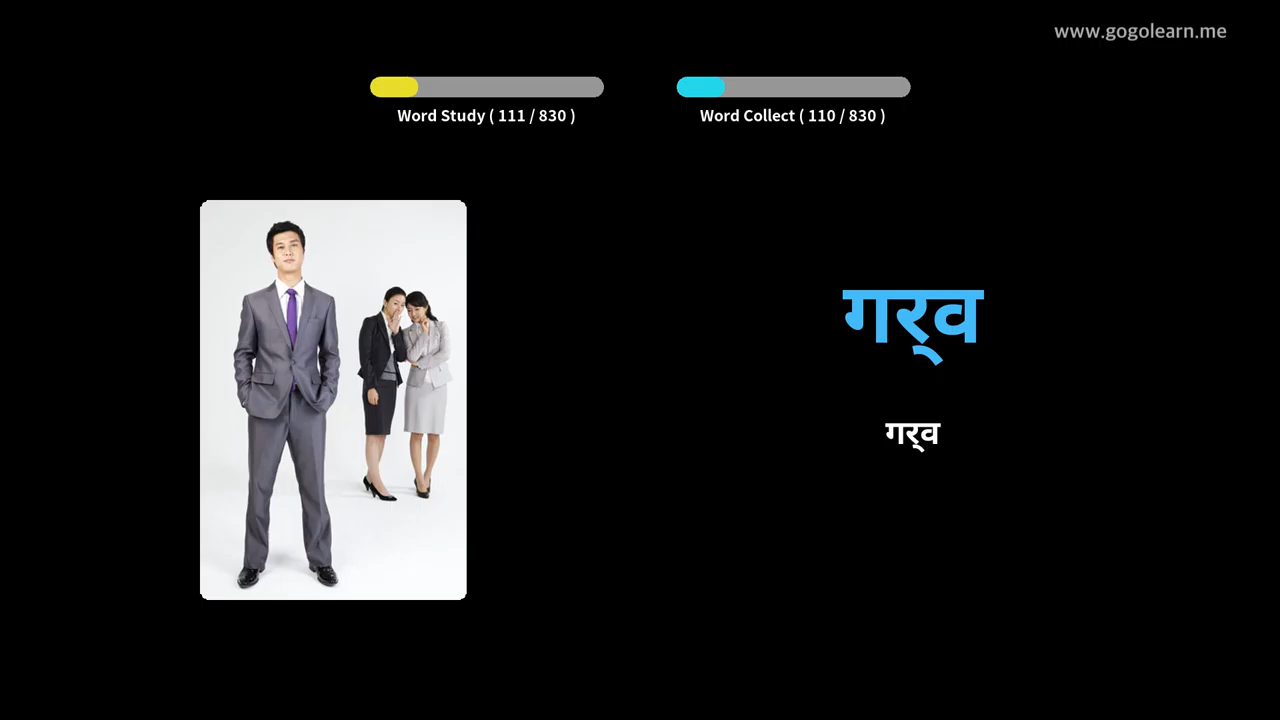 www.gogolearn.me
Word Study ( 111 / 830 )
Word Collect ( 110 / 830 )
गर्‍व
गर्‍व